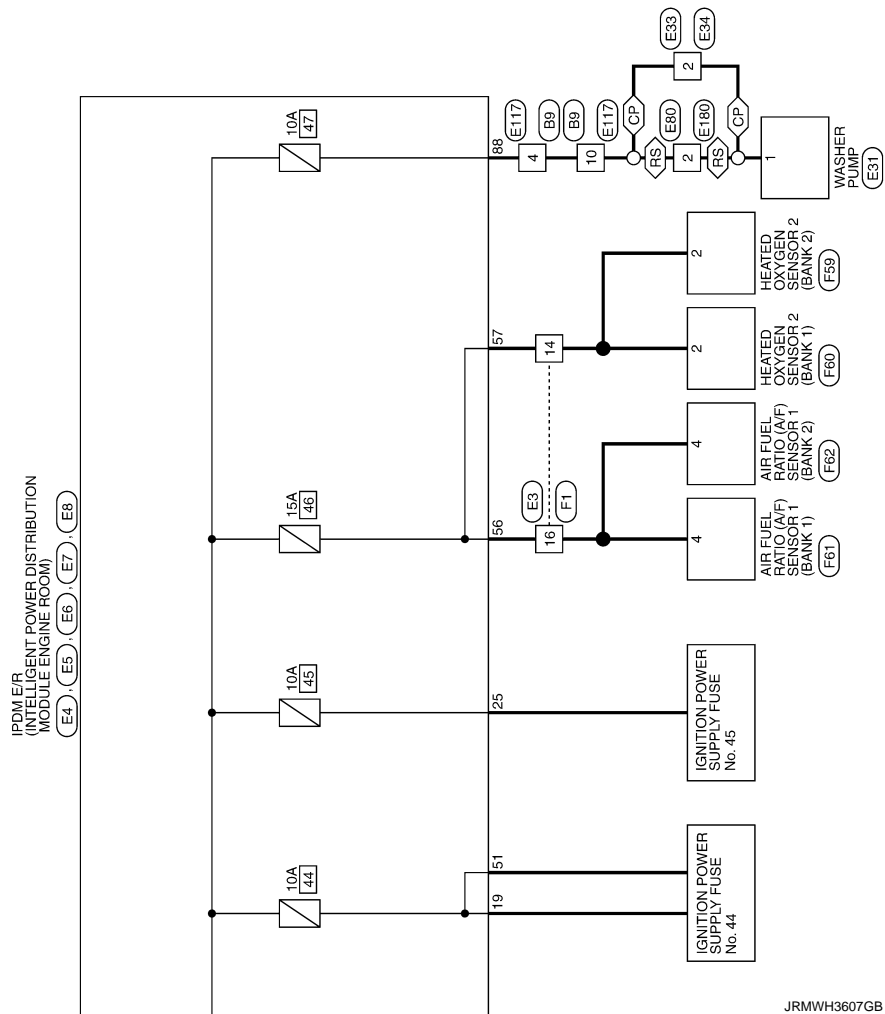 IPDM E/R
(INTELLIGENT POWER DISTRIBUTION
MODULE ENGINE ROOM)
E4 , E5 , E6 , E7 , E8
10A
44
19
51
IGNITION POWER
SUPPLY FUSE
No. 44
10A
45
25
IGNITION POWER
SUPPLY FUSE
No. 45
15A
46
56
57
E3
16
F1
14
4
AIR FUEL
RATIO (A/F)
SENSOR 1
(BANK 1)
F61
4
AIR FUEL
RATIO (A/F)
SENSOR 1
(BANK 2)
F62
2
HEATED
OXYGEN
SENSOR 2
(BANK 1)
F60
2
HEATED
OXYGEN
SENSOR 2
(BANK 2)
F59
10A
47
88
E117
4
B9
B9
10
E117
CP
RS
E80
2
E180
RS
CP
E33
2
E34
1
WASHER
PUMP
E31
JRMWH3607GB